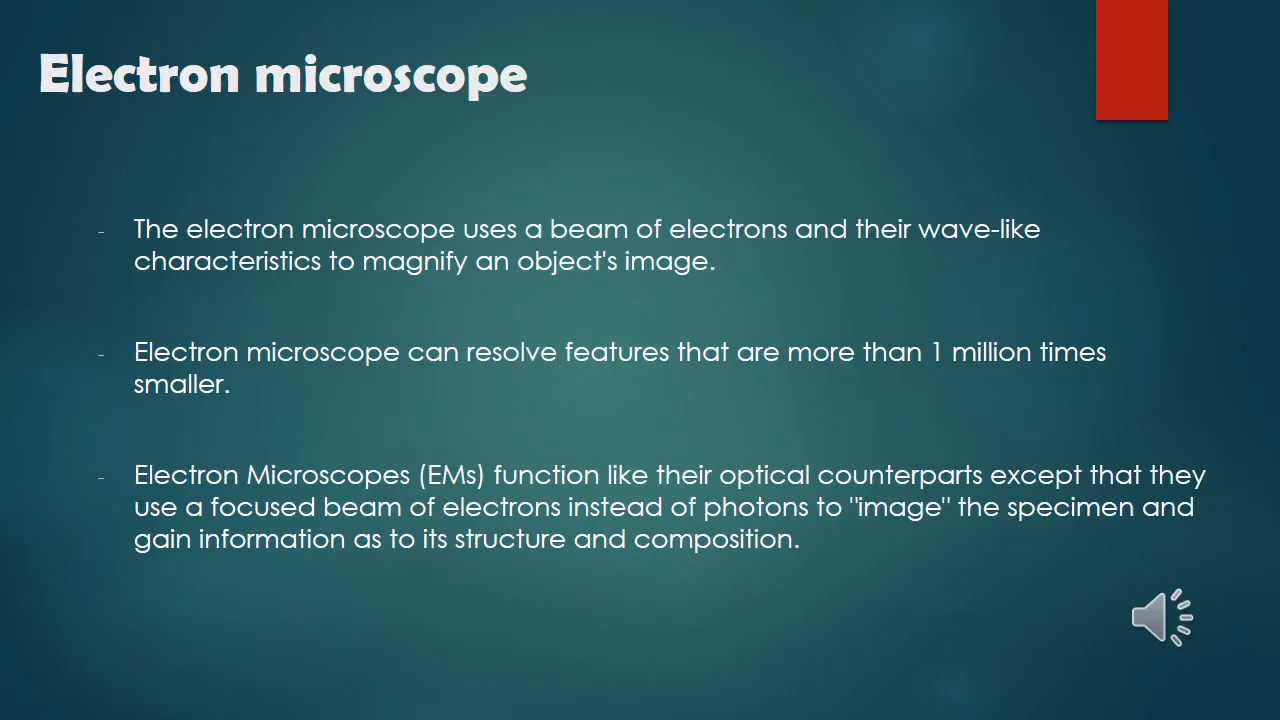 Electron microscope
- The electron microscope uses a beam of electrons and their wave-like
characteristics to magnify an object's image.
- Electron microscope can resolve features that are more than 1 million times
smaller.
- Electron Microscopes (EMs) function like their optical counterparts except that they
use a focused beam of electrons instead of photons to "image" the specimen and
gain information as to its structure and composition.